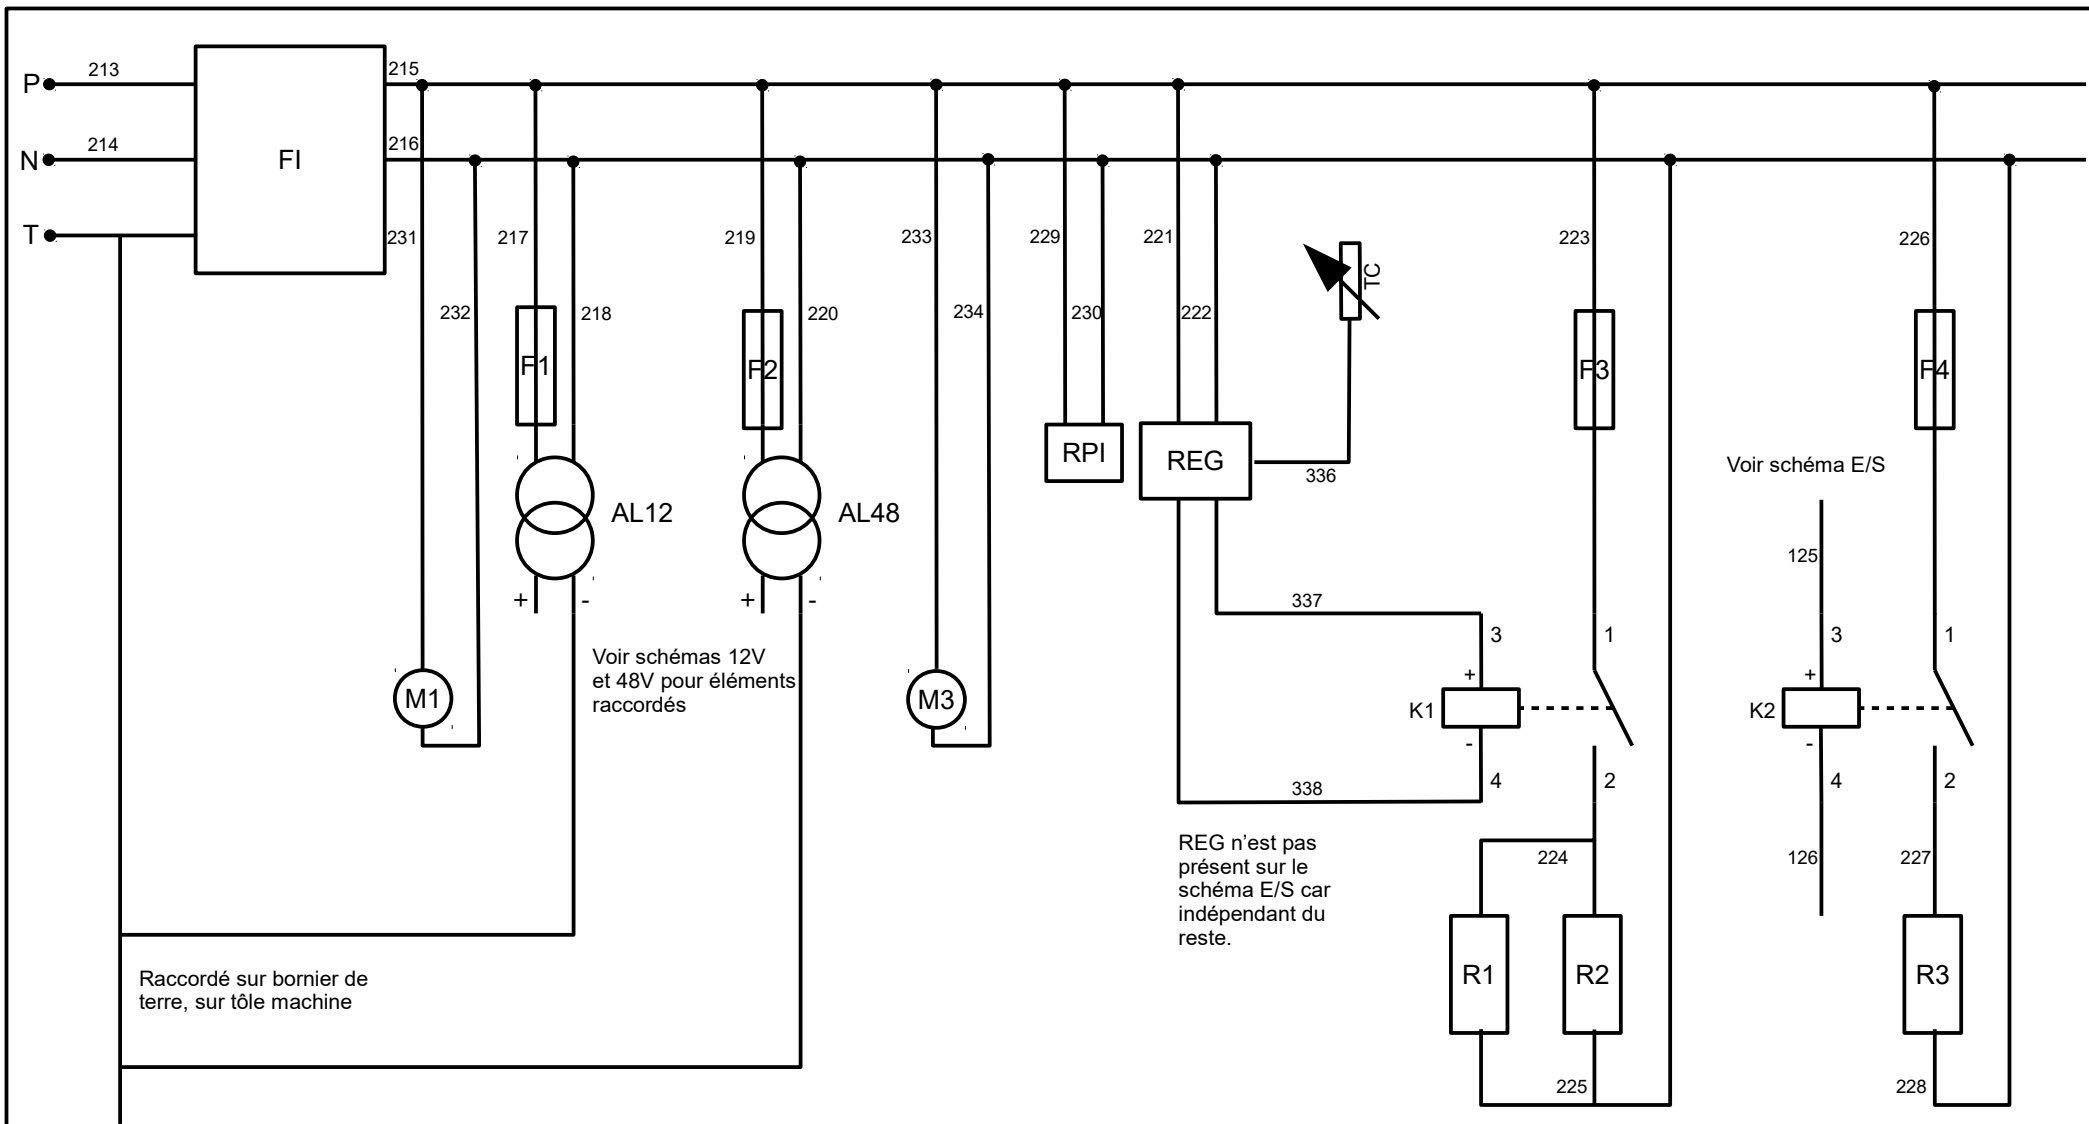 P
213
215
N
214
FI
216
T
231
217
219
233
229
221
223
226
TC
232
218
220
234
230
222
F1
F2
F3
F4
RPI
REG
336
Voir schéma E/S
AL12
AL48
125
+
-
+
-
337
3
1
3
1
Voir schémas 12V
et 48V pour éléments
raccordés
M1
M3
+
K1
-
+
K2
-
338
4
2
4
2
REG n’est pas
présent sur le
schéma E/S car
indépendant du
reste.
224
126
227
Raccordé sur bornier de
terre, sur tôle machine
R1
R2
R3
225
228